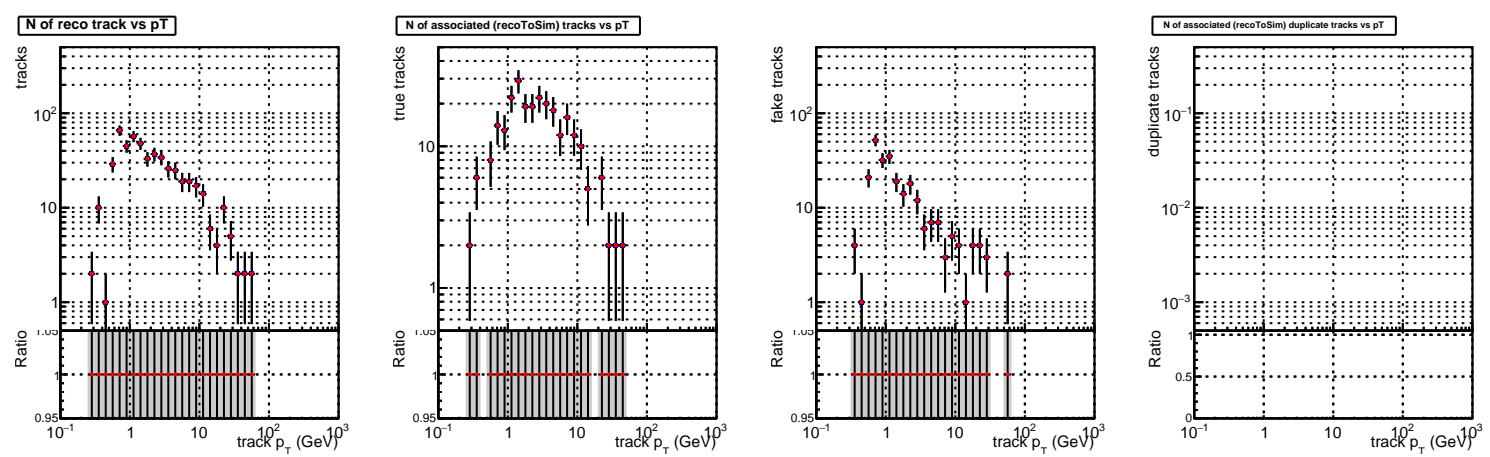 N of reco track vs pT
tracks
10²
10
1
Ratio
1.05
1
0.95
10⁻¹ 1 10 10² 10³
track p_T (GeV)
N of associated (recoToSim) tracks vs pT
true tracks
10
1
Ratio
1.05
1
0.95
10⁻¹ 1 10 10² 10³
track p_T (GeV)
fake tracks
10²
10
1
Ratio
1.05
1
0.95
10⁻¹ 1 10 10² 10³
track p_T (GeV)
N of associated (recoToSim) duplicate tracks vs pT
duplicate tracks
10⁻¹
10⁻²
10⁻³
Ratio
1
0.5
0
10⁻¹ 1 10 10² 10³
track p_T (GeV)